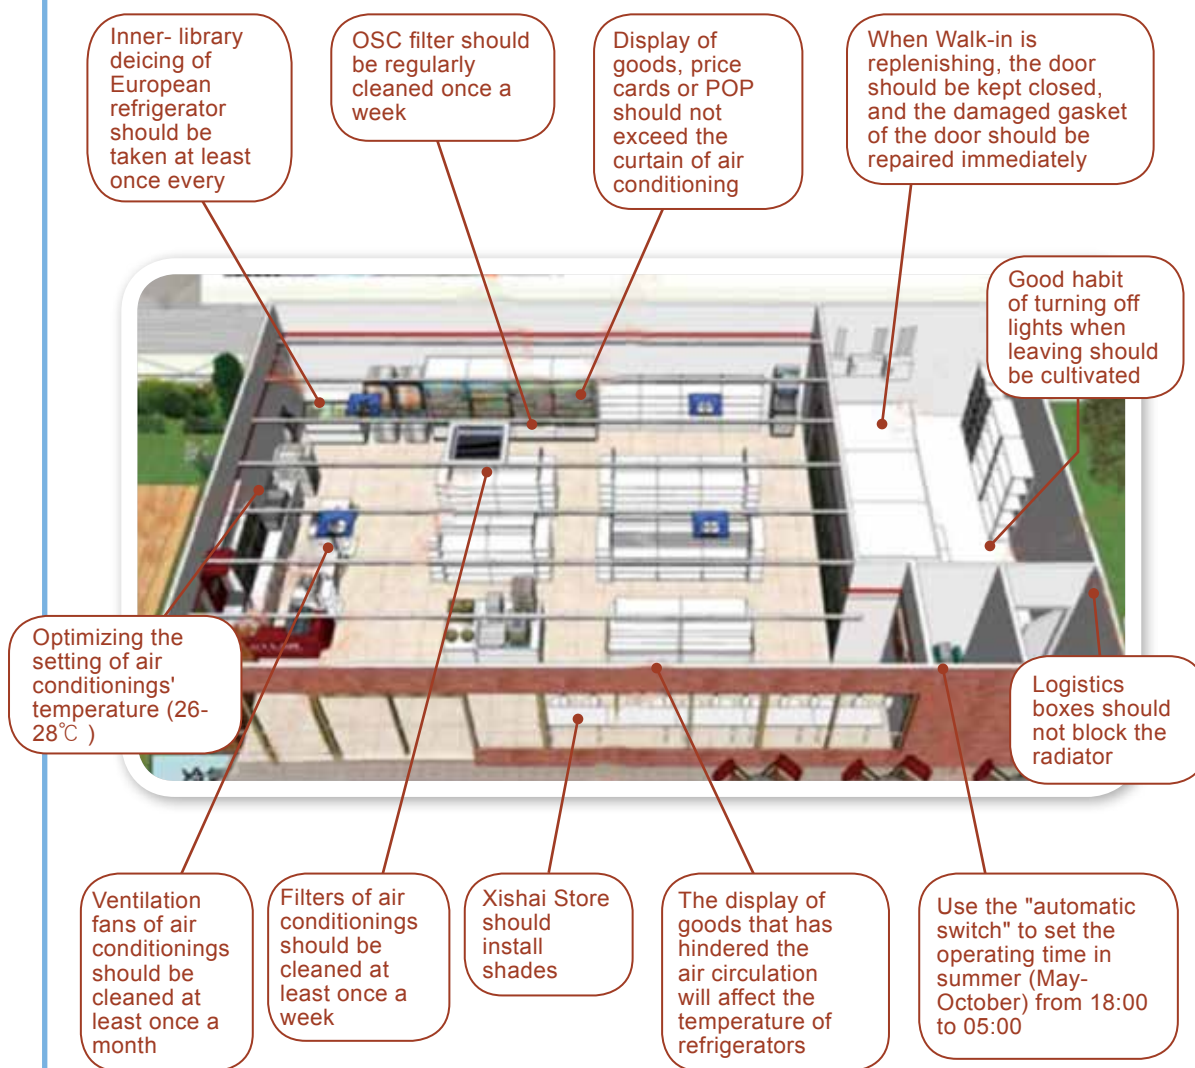 Inner- library
deicing of
European
refrigerator
should be
taken at least
once every
OSC filter should
be regularly
cleaned once a
week
Display of
goods, price
cards or POP
should not
exceed the
curtain of air
conditioning
When Walk-in is
replenishing, the door
should be kept closed,
and the damaged gasket
of the door should be
repaired immediately
Good habit
of turning off
lights when
leaving should
be cultivated
Optimizing the
setting of air
conditionings'
temperature (26-
28℃ )
Logistics
boxes should
not block the
radiator
Ventilation
fans of air
conditionings
should be
cleaned at
least once a
month
Filters of air
conditionings
should be
cleaned at
least once a
week
Xishai Store
should
install
shades
The display of
goods that has
hindered the
air circulation
will affect the
temperature of
refrigerators
Use the "automatic
switch" to set the
operating time in
summer (May-
October) from 18:00
to 05:00